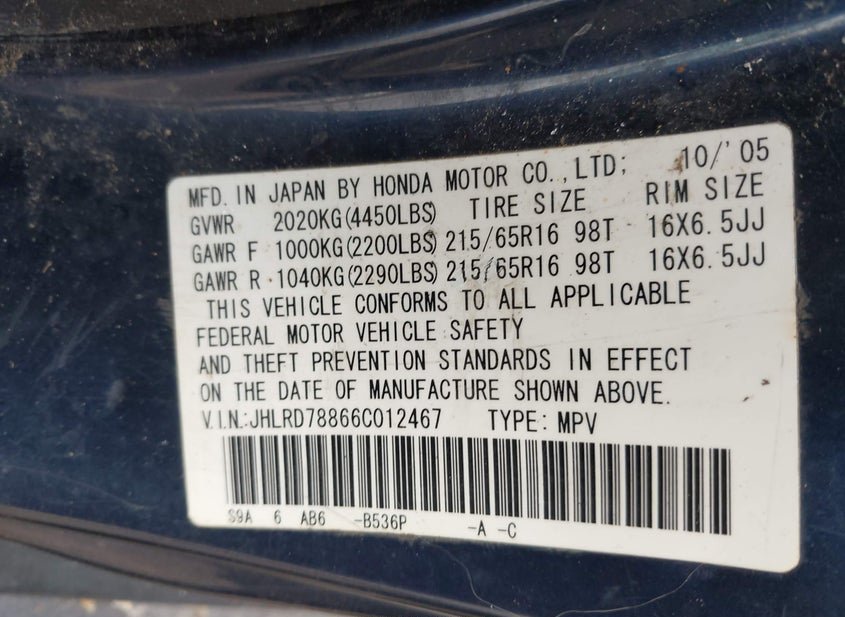 MFD. IN JAPAN BY HONDA MOTOR CO.,LTD; 10/'05
GVWR 2020KG(4450LBS) TIRE SIZE RIM SIZE
GAWR F 1000KG(2200LBS) 215/65R16 98T 16X6.5JJ
GAWR R 1040KG(2290LBS) 215/65R16 98T 16X6.5JJ
THIS VEHICLE CONFORMS TO ALL APPLICABLE
FEDERAL MOTOR VEHICLE SAFETY
AND THEFT PREVENTION STANDARDS IN EFFECT
ON THE DATE OF MANUFACTURE SHOWN ABOVE.
V.I.N.:JHLRD78866C012467 TYPE: MPV
S9A 6 AB6 -B536P -A -C